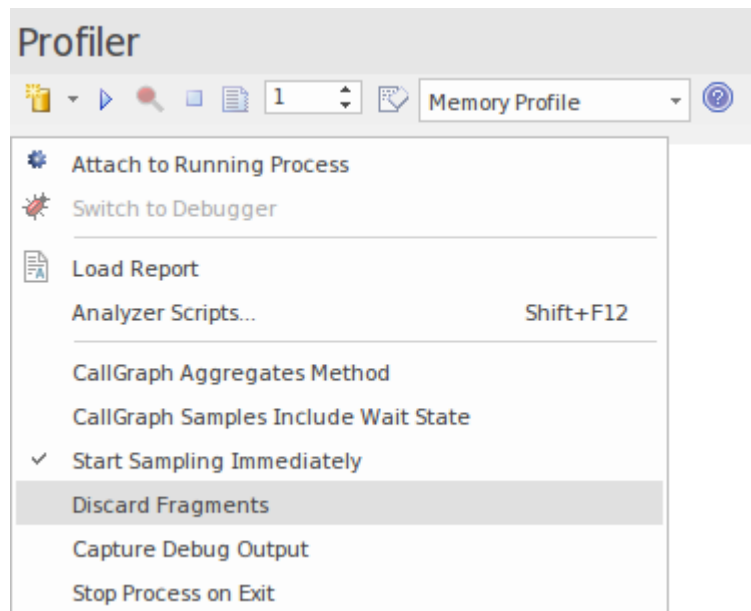 Profiler
1
Memory Profile
Attach to Running Process
Switch to Debugger
Load Report
Analyzer Scripts... Shift+F12
CallGraph Aggregates Method
CallGraph Samples Include Wait State
Start Sampling Immediately
Discard Fragments
Capture Debug Output
Stop Process on Exit